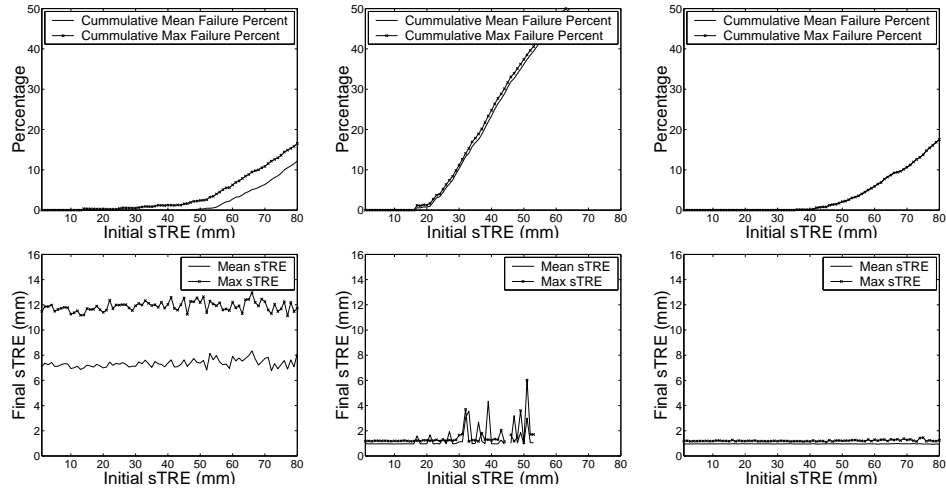 50
40
30
20
10
0
Percentage
Cummulative Mean Failure Percent
Cummulative Max Failure Percent
10 20 30 40 50 60 70 80
Initial sTRE (mm)
50
40
30
20
10
0
Percentage
Cummulative Mean Failure Percent
Cummulative Max Failure Percent
10 20 30 40 50 60 70 80
Initial sTRE (mm)
50
40
30
20
10
0
Percentage
Cummulative Mean Failure Percent
Cummulative Max Failure Percent
10 20 30 40 50 60 70 80
Initial sTRE (mm)
16
14
12
10
8
6
4
2
0
Final sTRE (mm)
Mean sTRE
Max sTRE
10 20 30 40 50 60 70 80
Initial sTRE (mm)
16
14
12
10
8
6
4
2
0
Final sTRE (mm)
Mean sTRE
Max sTRE
10 20 30 40 50 60 70 80
Initial sTRE (mm)
16
14
12
10
8
6
4
2
0
Final sTRE (mm)
Mean sTRE
Max sTRE
10 20 30 40 50 60 70 80
Initial sTRE (mm)